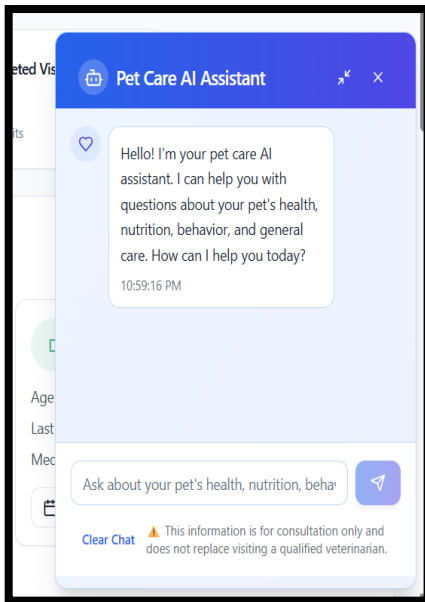 eted Vis
its
Pet Care AI Assistant
Hello! I'm your pet care AI
assistant. I can help you with
questions about your pet's health,
nutrition, behavior, and general
care. How can I help you today?
10:59:16 PM
Age
Last
Med
Ask about your pet's health, nutrition, beha
Clear Chat
⚠️ This information is for consultation only and
does not replace visiting a qualified veterinarian.